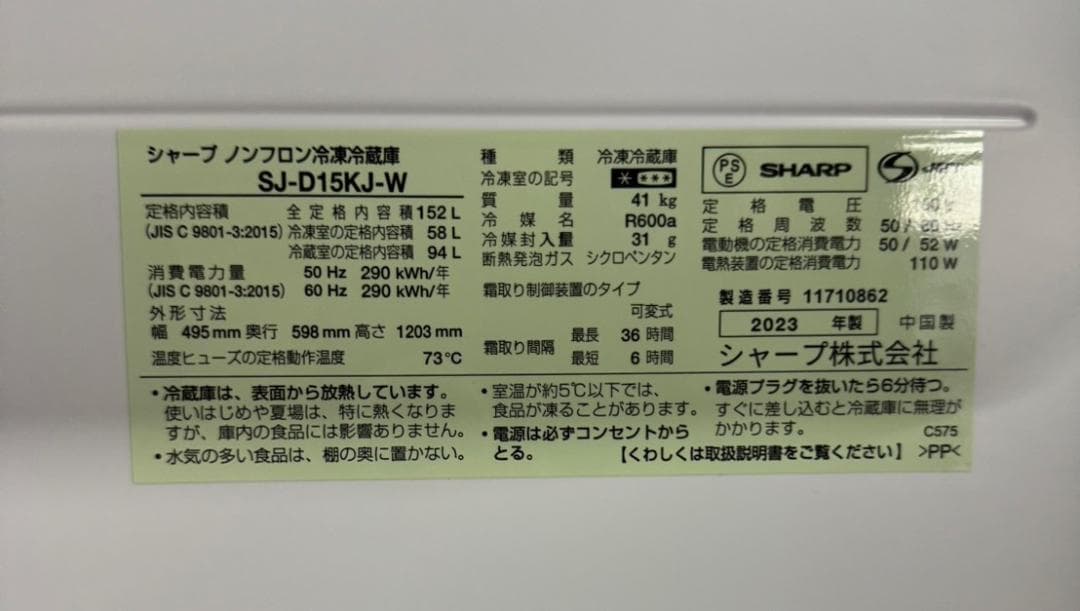 シャープ ノンフロン冷凍冷蔵庫
SJ-D15KJ-W
定格内容積 全定格内容積 152 L
(JIS C 9801-3:2015) 冷凍室の定格内容積 58 L
冷蔵室の定格内容積 94 L
消費電力量 50 Hz 290 kWh/年
(JIS C 9801-3:2015) 60 Hz 290 kWh/年
外形寸法
幅 495 mm 奥行 598 mm 高さ 1203 mm
温度ヒューズの定格動作温度 73℃
種類 冷凍冷蔵庫
冷凍室の記号
質量 41 kg
冷媒名 R600a
冷媒封入量 31 g
断熱発泡ガス シクロペンタン
霜取り制御装置のタイプ
可変式
霜取り間隔 最長 36 時間
最短 6 時間
PS
E
SHARP
定格電圧
定格周波数 50/60 Hz
電動機の定格消費電力 50/52 W
電熱装置の定格消費電力 110 W
製造番号 11710862
2023 年製 中国製
シャープ株式会社
・冷蔵庫は、表面から放熱しています。
使いはじめや夏場は、特に熱くなりま
すが、庫内の食品には影響ありません。
・水気の多い食品は、棚の奥に置かない。
・室温が約5℃以下では、
食品が凍ることがあります。
・電源は必ずコンセントから
とる。
・電源プラグを抜いたら6分待つ。
すぐに差し込むと冷蔵庫に無理が
かかります。
C575
【くわしくは取扱説明書をご覧ください】 >PP<